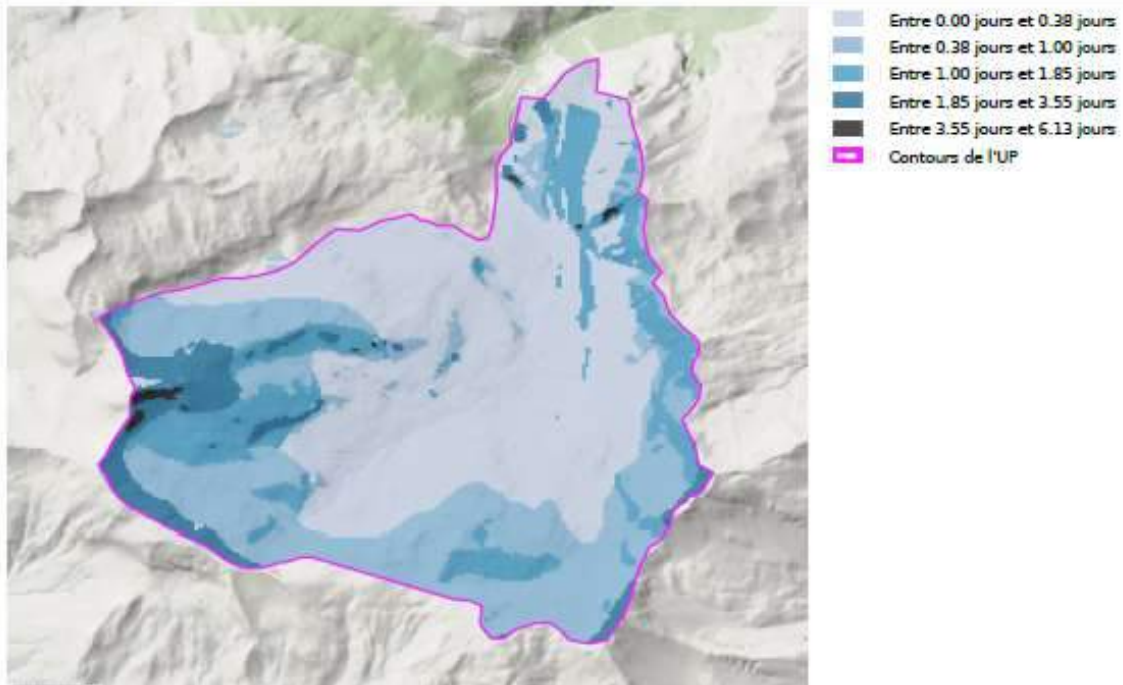 Entre 0.00 jours et 0.38 jours
Entre 0.38 jours et 1.00 jours
Entre 1.00 jours et 1.85 jours
Entre 1.85 jours et 3.55 jours
Entre 3.55 jours et 6.13 jours
Contours de l'UP